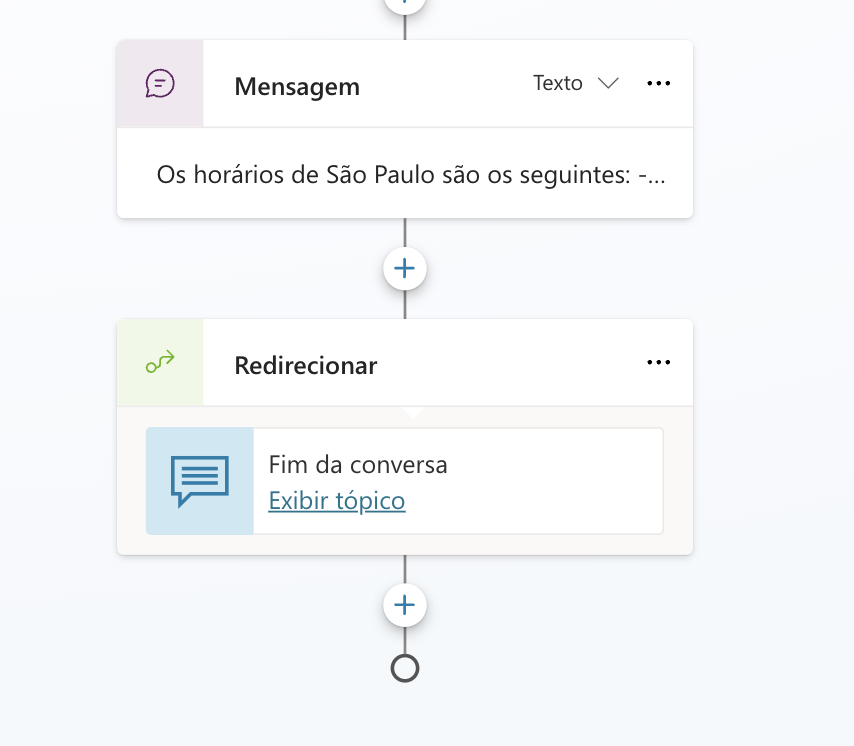 Mensagem
Texto
Os horários de São Paulo são os seguintes: -...
Redirecionar
Fim da conversa
Exibir tópico